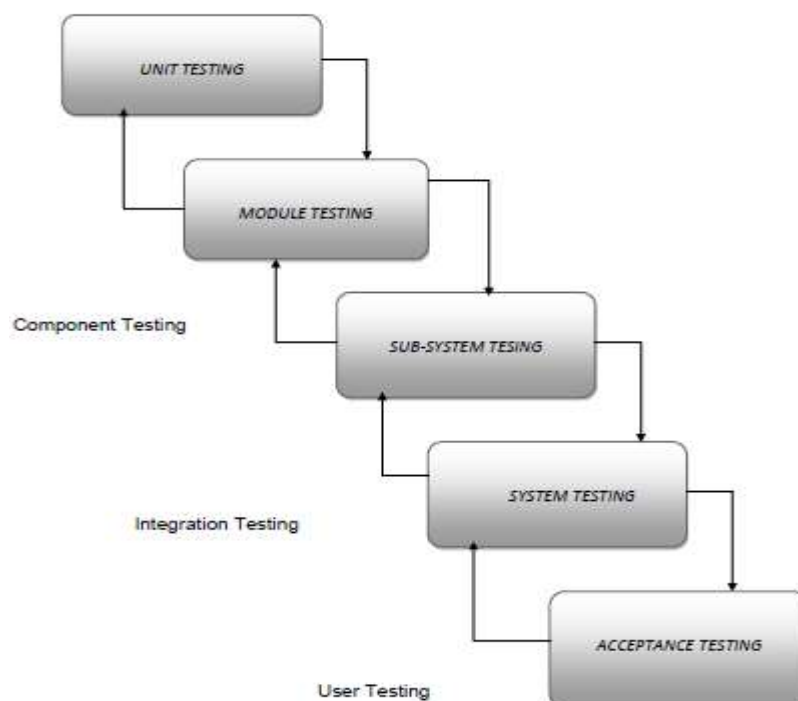 UNIT TESTING
MODULE TESTING
Component Testing
SUB-SYSTEM TESING
SYSTEM TESTING
Integration Testing
ACCEPTANCE TESTING
User Testing